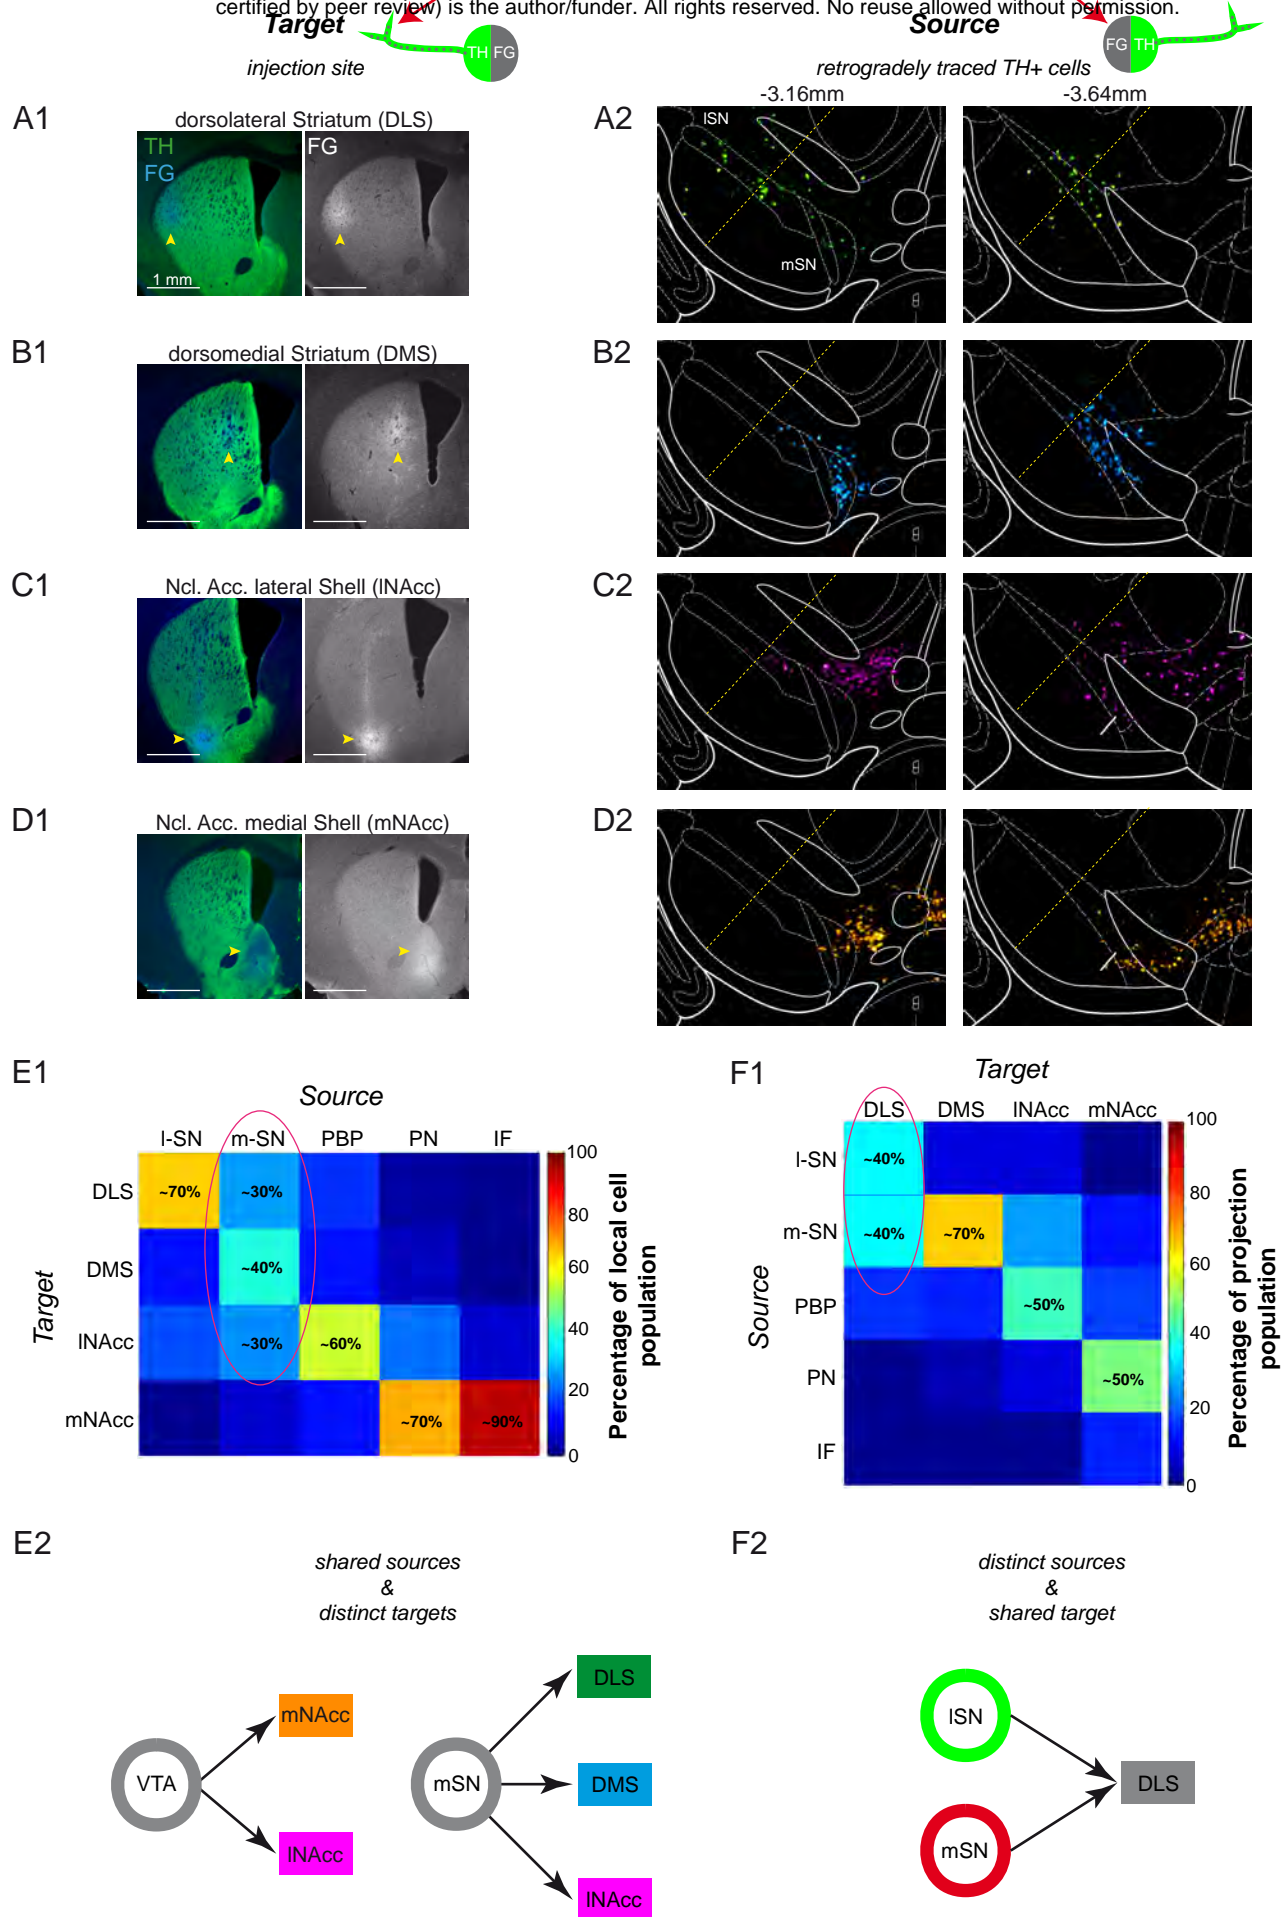 certified by peer review) is the author/funder. All rights reserved. No reuse allowed without permission.
Target
TH FG
injection site
Source
FG TH
retrogradely traced TH+ cells
-3.16mm
-3.64mm
A1
dorsolateral Striatum (DLS)
TH
FG
FG
1 mm
A2
lSN
mSN
B1
dorsomedial Striatum (DMS)
B2
C1
Ncl. Acc. lateral Shell (lNAcc)
C2
D1
Ncl. Acc. medial Shell (mNAcc)
D2
E1
Source
l-SN m-SN PBP PN IF
Target
DLS
DMS
lNAcc
mNAcc
~70% ~30%
~40%
~30% ~60%
~70% ~90%
100
80
60
40
20
0
Percentage of local cell
population
F1
Target
DLS DMS lNAcc mNAcc
Source
l-SN
m-SN
PBP
PN
IF
~40%
~40% ~70%
~50%
~50%
100
80
60
40
20
0
Percentage of projection
population
E2
shared sources
&
distinct targets
VTA
mNAcc
lNAcc
mSN
DLS
DMS
lNAcc
F2
distinct sources
&
shared target
lSN
mSN
DLS